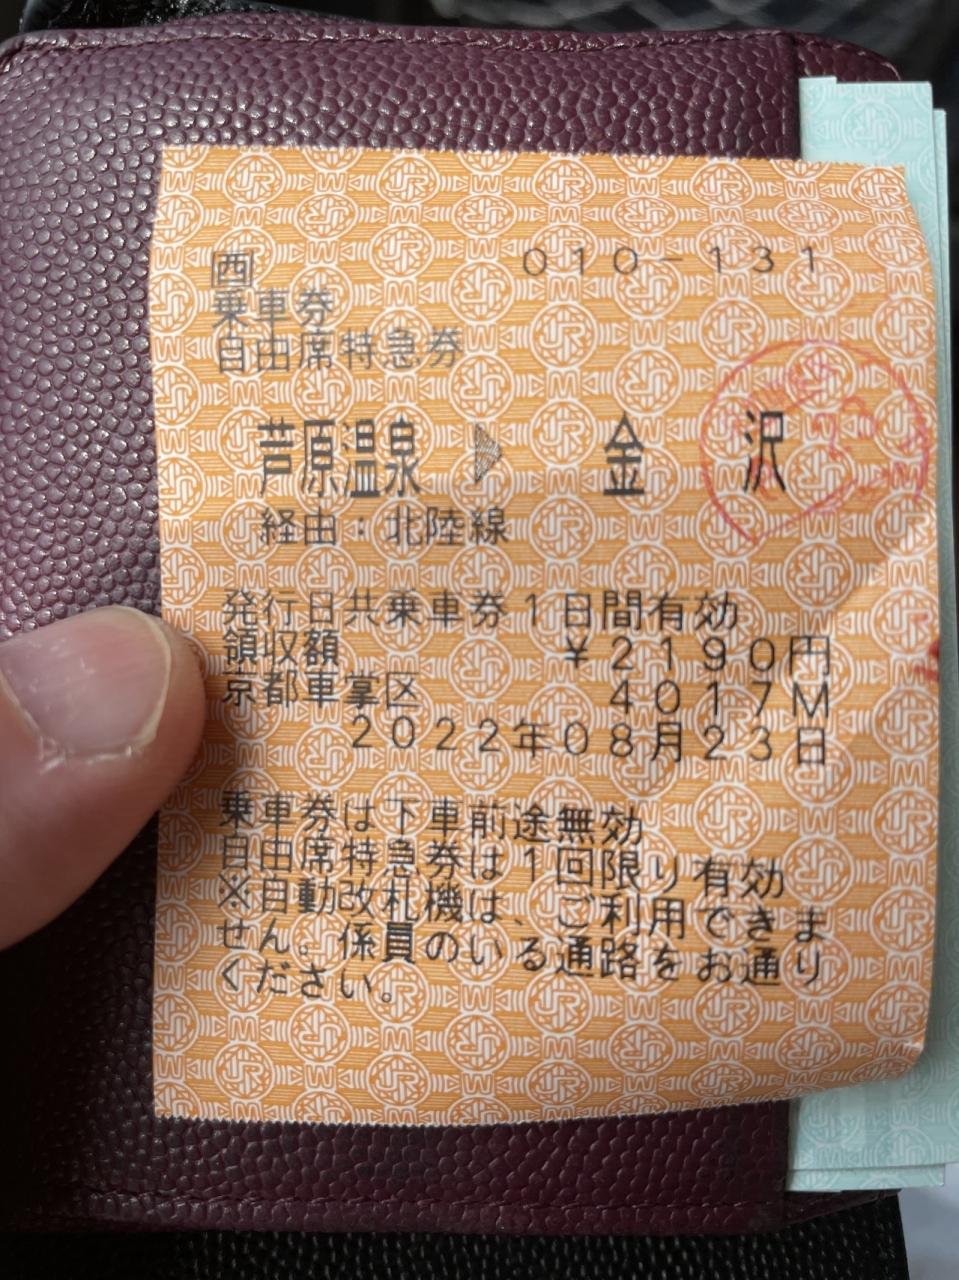 西 010-131
乗車券
自由席特急券
芦原温泉 ▶ 金沢
経由：北陸線
発行日共乗車券1日間有効
領収額 ¥2190円
京都車掌区 4017M
2022年08月23日
乗車券は下車前途無効
自由席特急券は1回限り有効
※自動改札機は、ご利用できま
せん。係員のいる通路をお通り
ください。